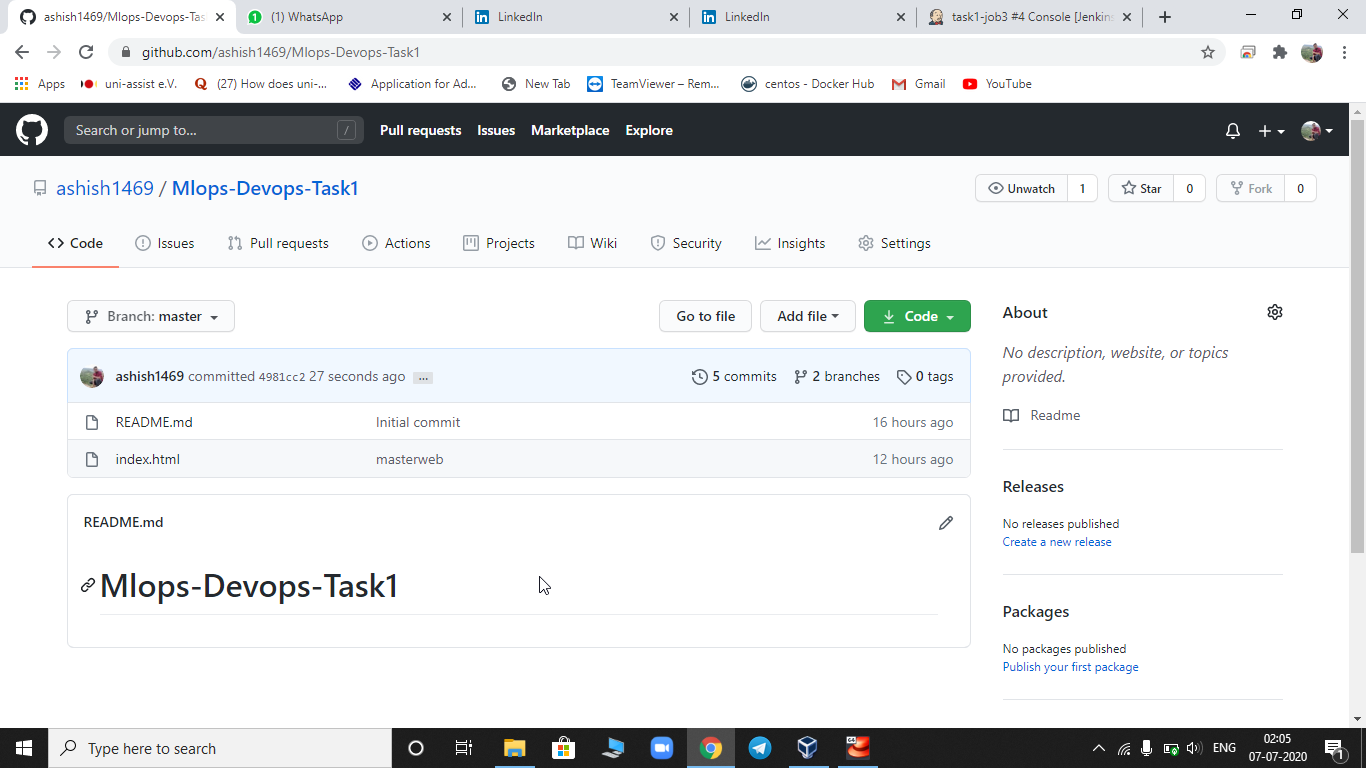 ashish1469/Mlops-Devops-Tas
(1) WhatsApp
LinkedIn
LinkedIn
task1-job3 #4 Console [Jenkins
github.com/ashish1469/Mlops-Devops-Task1
Apps
uni-assist e.V.
(27) How does uni-...
Application for Ad...
New Tab
TeamViewer – Rem...
centos - Docker Hub
Gmail
YouTube
Search or jump to...
/
Pull requests
Issues
Marketplace
Explore
ashish1469 / Mlops-Devops-Task1
Unwatch 1
Star 0
Fork 0
Code
Issues
Pull requests
Actions
Projects
Wiki
Security
Insights
Settings
Branch: master
Go to file
Add file
Code
ashish1469 committed 4981cc2 27 seconds ago ...
5 commits
2 branches
0 tags
README.md Initial commit 16 hours ago
index.html masterweb 12 hours ago
README.md
Mlops-Devops-Task1
About
No description, website, or topics
provided.
Readme
Releases
No releases published
Create a new release
Packages
No packages published
Publish your first package
Type here to search
ENG
02:05
07-07-2020
1